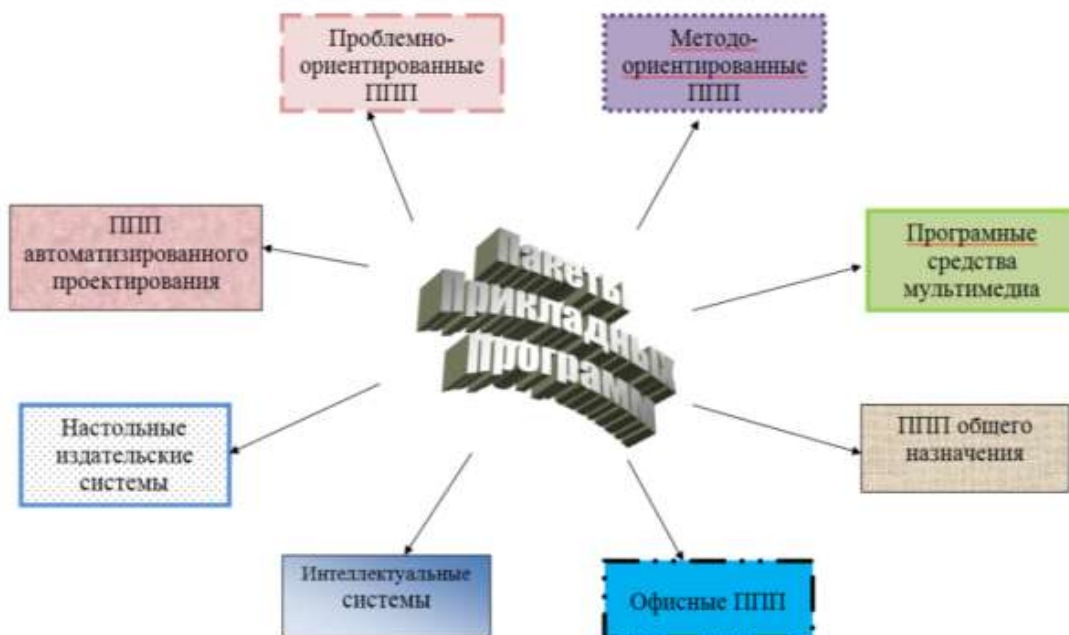 Проблемно-
ориентированные
ППП
Методо-
ориентированные
ППП
ППП
автоматизированного
проектирования
Програмные
средства
мультимедиа
Пакеты
Прикладных
Программ
Настольные
издательские
системы
ППП общего
назначения
Интеллектуальные
системы
Офисные ППП